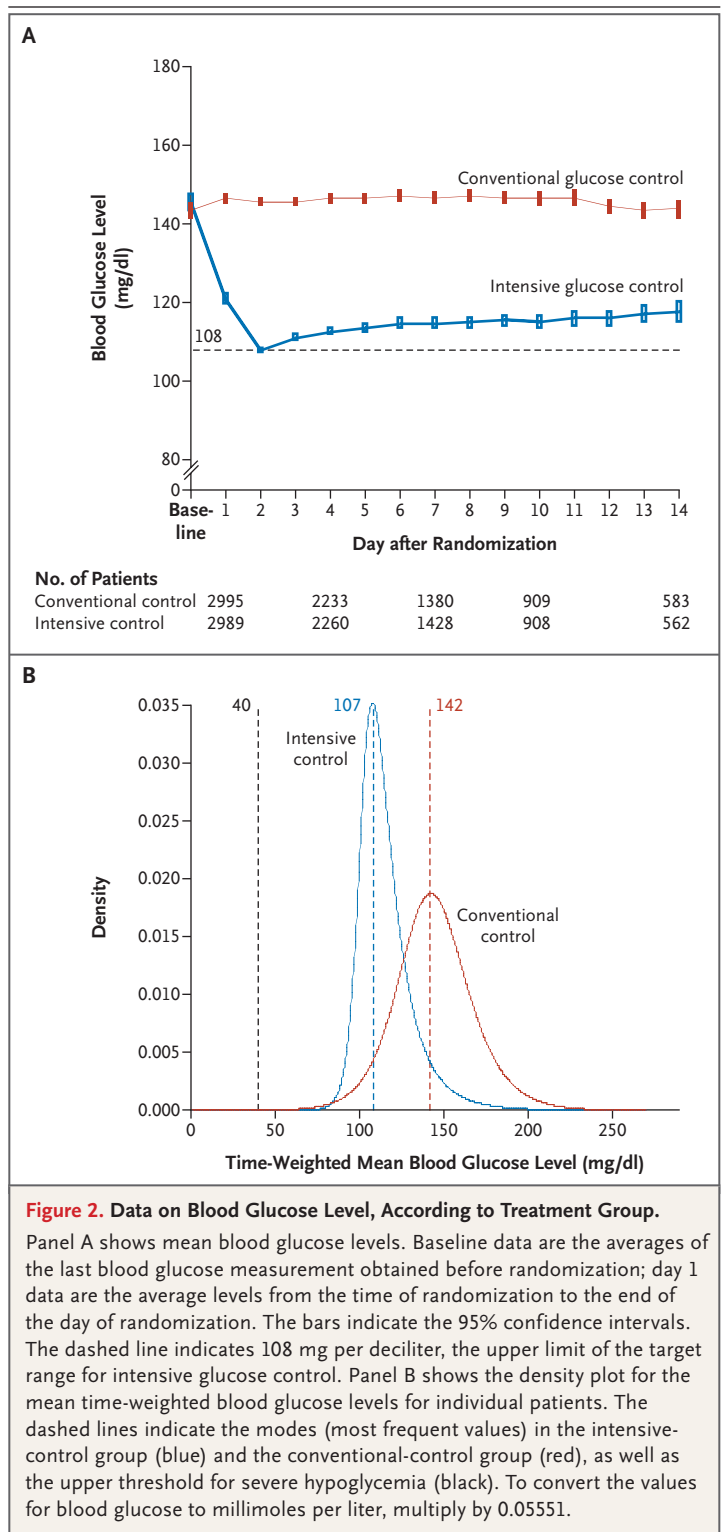 A
180
160
140
120
100
80
0
Blood Glucose Level
(mg/dl)
Conventional glucose control
Intensive glucose control
108
Base-
line
1 2 3 4 5 6 7 8 9 10 11 12 13 14
Day after Randomization
No. of Patients
Conventional control 2995 2233 1380 909 583
Intensive control 2989 2260 1428 908 562
B
0.035
0.030
0.025
0.020
0.015
0.010
0.005
0.000
Density
40
107
142
Intensive
control
Conventional
control
0 50 100 150 200 250
Time-Weighted Mean Blood Glucose Level (mg/dl)
Figure 2. Data on Blood Glucose Level, According to Treatment Group.
Panel A shows mean blood glucose levels. Baseline data are the averages of
the last blood glucose measurement obtained before randomization; day 1
data are the average levels from the time of randomization to the end of
the day of randomization. The bars indicate the 95% confidence intervals.
The dashed line indicates 108 mg per deciliter, the upper limit of the target
range for intensive glucose control. Panel B shows the density plot for the
mean time-weighted blood glucose levels for individual patients. The
dashed lines indicate the modes (most frequent values) in the intensive-
control group (blue) and the conventional-control group (red), as well as
the upper threshold for severe hypoglycemia (black). To convert the values
for blood glucose to millimoles per liter, multiply by 0.05551.